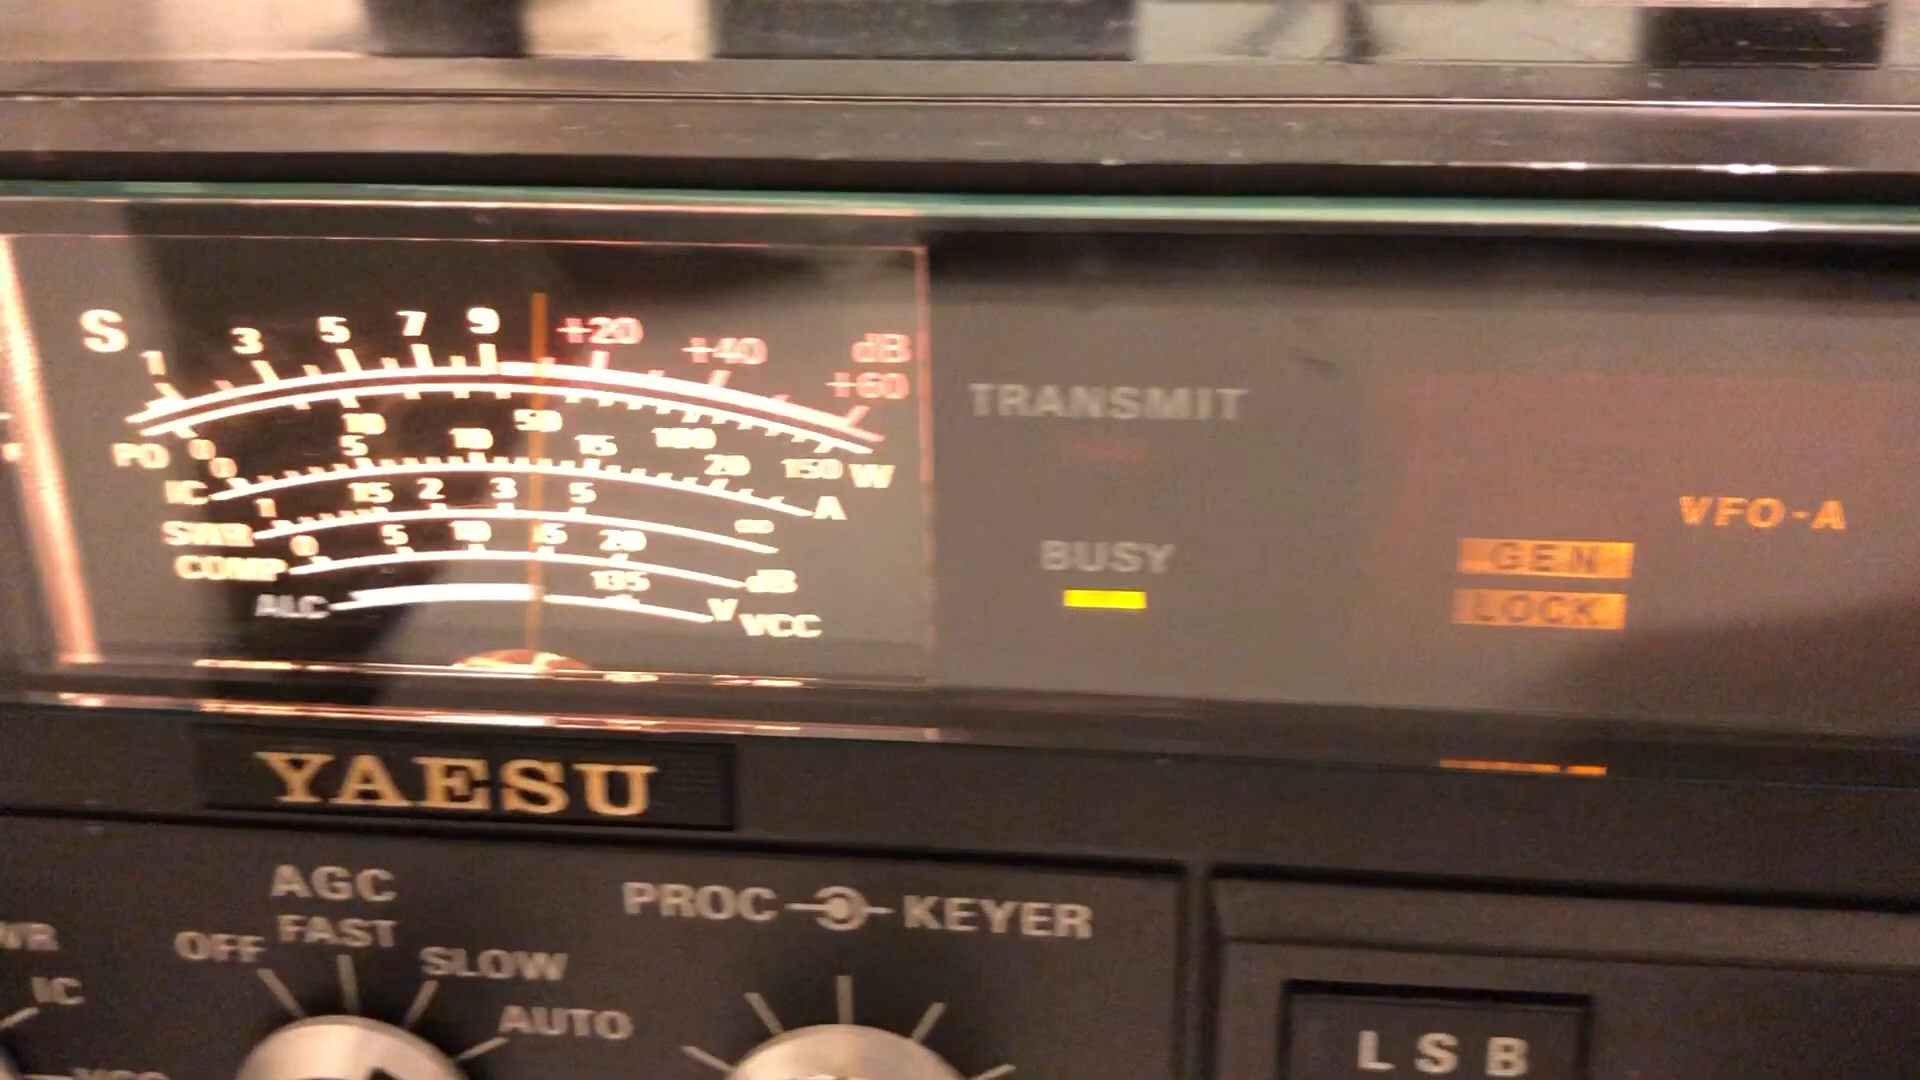 S 1 3 5 7 9 +20 +40 +60 dB
PO 0 10 50 100 150 W
IC 0 5 10 15 20 A
SWR 1 1.5 2 3 5 ∞
COMP 0 5 10 15 20 dB
ALC 13.5 V VCC
TRANSMIT
BUSY
VFO-A
GEN
LOCK
YAESU
AGC
OFF FAST SLOW AUTO
PROC KEYER
IC
LSB